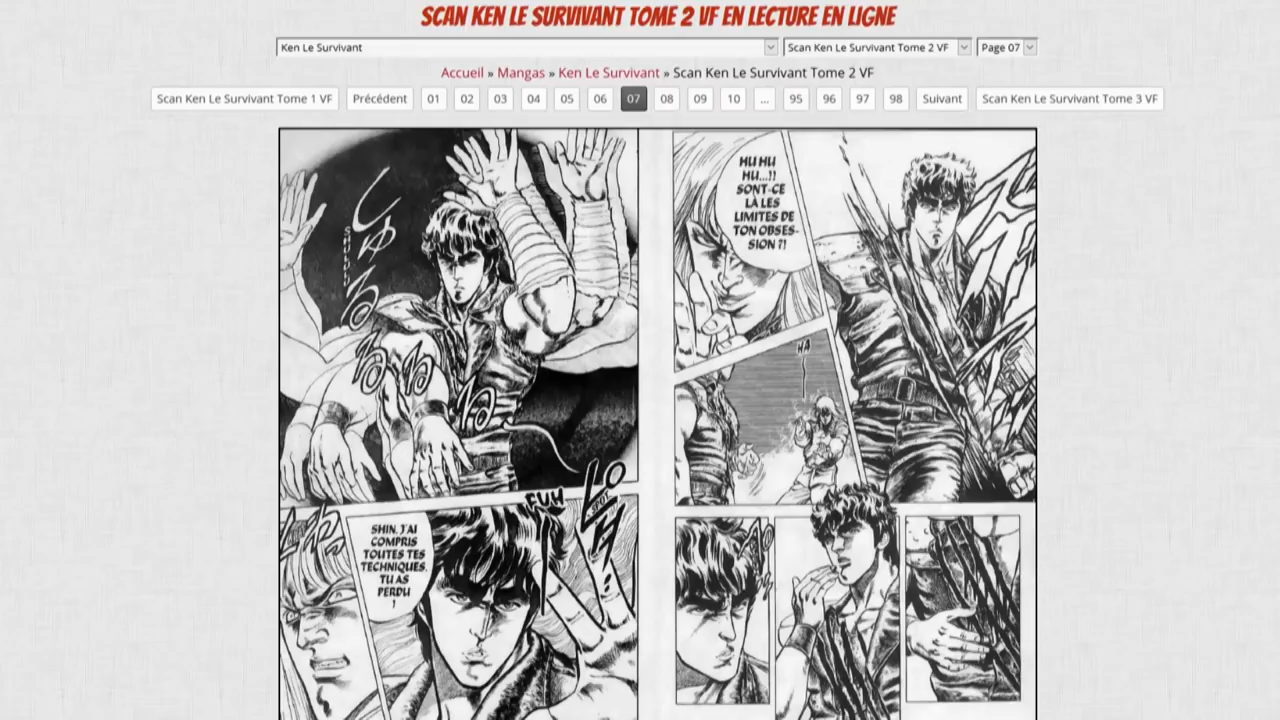 SCAN KEN LE SURVIVANT TOME 2 VF EN LECTURE EN LIGNE
Ken Le Survivant
Scan Ken Le Survivant Tome 2 VF
Page 07
Accueil » Mangas » Ken Le Survivant » Scan Ken Le Survivant Tome 2 VF
Scan Ken Le Survivant Tome 1 VF
Précédent
01
02
03
04
05
06
07
08
09
10
...
95
96
97
98
Suivant
Scan Ken Le Survivant Tome 3 VF
しゅる
HU HU
HU...!!
SONT-CE
LÀ LES
LIMITES DE
TON OBSES-
SION ?!
HA
SHIN, J'AI
COMPRIS
TOUTES TES
TECHNIQUES.
TU AS
PERDU
!